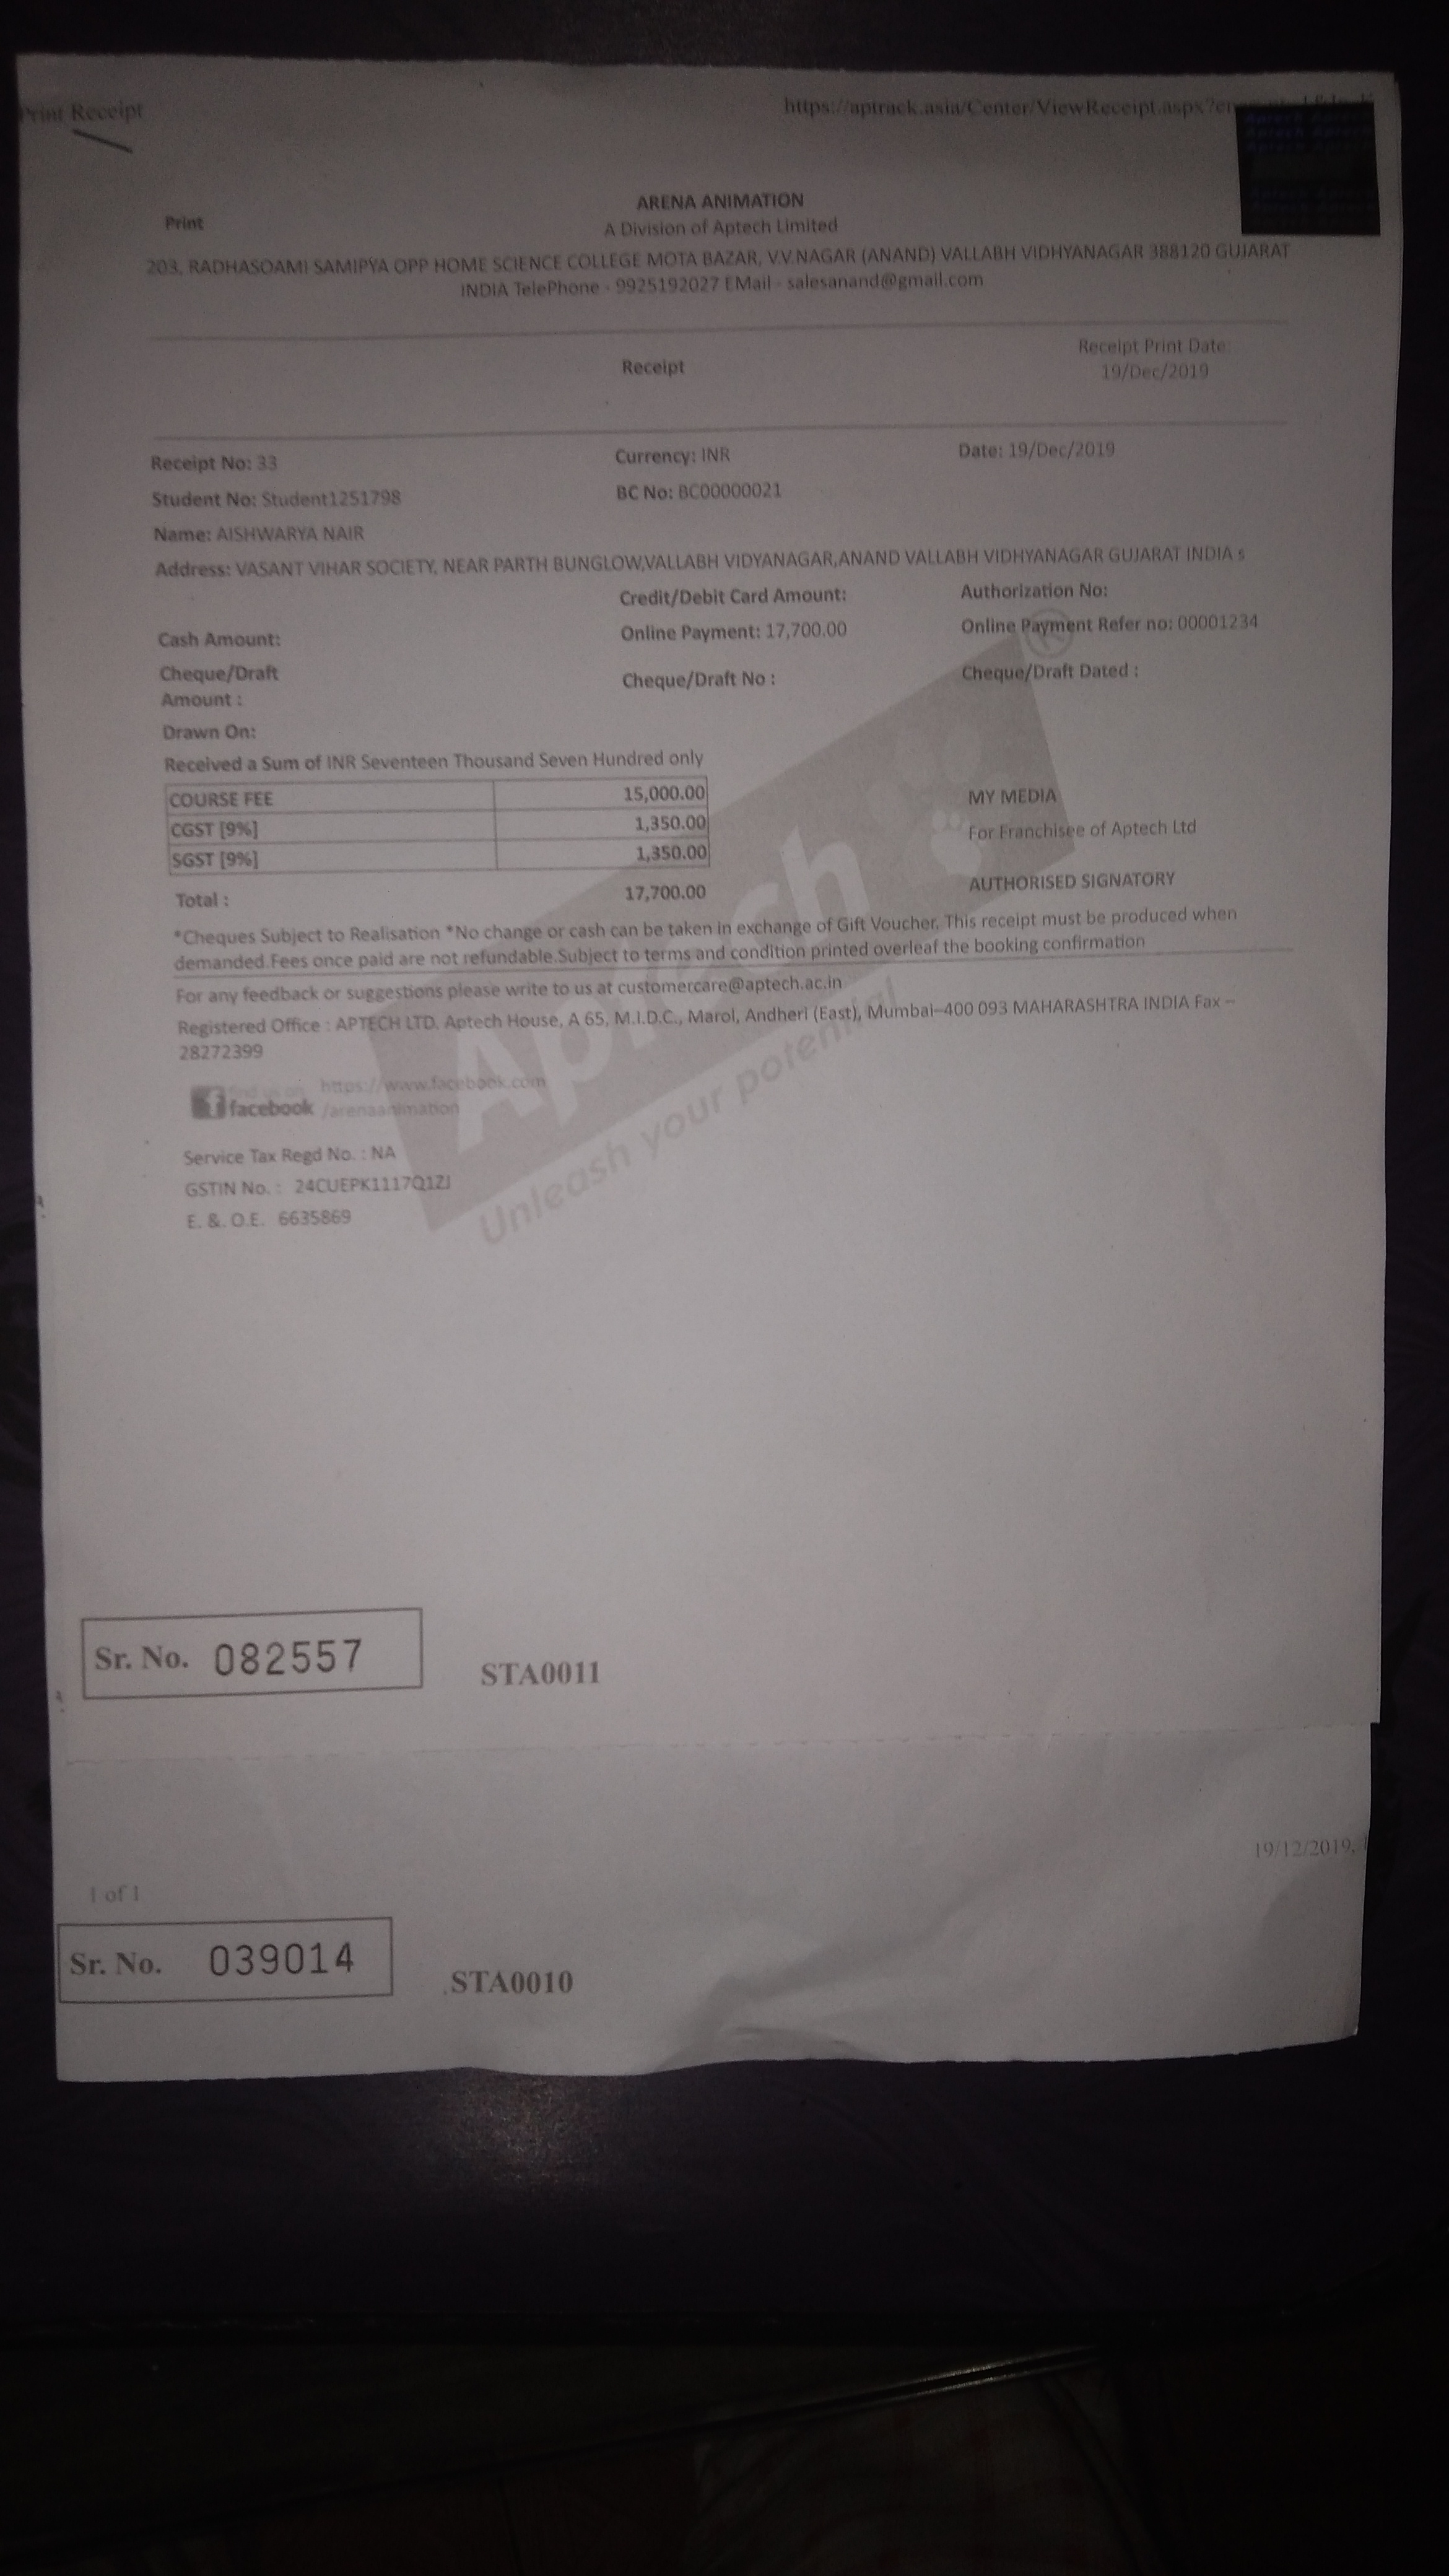 Print Receipt
https://aptrack.asia/Center/ViewReceipt.aspx?
Print
ARENA ANIMATION
A Division of Aptech Limited
203, RADHASOAMI SAMIPYA OPP HOME SCIENCE COLLEGE MOTA BAZAR, V.V.NAGAR (ANAND) VALLABH VIDHYANAGAR 388120 GUJARAT
INDIA TelePhone - 9925192027 EMail - salesanand@gmail.com
Receipt
Receipt Print Date:
19/Dec/2019
Receipt No: 33 Currency: INR Date: 19/Dec/2019
Student No: Student1251798 BC No: BC00000021
Name: AISHWARYA NAIR
Address: VASANT VIHAR SOCIETY, NEAR PARTH BUNGLOW,VALLABH VIDYANAGAR,ANAND VALLABH VIDHYANAGAR GUJARAT INDIA s
Credit/Debit Card Amount: Authorization No:
Cash Amount: Online Payment: 17,700.00 Online Payment Refer no: 00001234
Cheque/Draft
Amount :
Cheque/Draft No : Cheque/Draft Dated :
Drawn On:
Received a Sum of INR Seventeen Thousand Seven Hundred only
COURSE FEE 15,000.00
CGST [9%] 1,350.00
SGST [9%] 1,350.00
Total : 17,700.00
MY MEDIA
For Franchisee of Aptech Ltd
AUTHORISED SIGNATORY
*Cheques Subject to Realisation *No change or cash can be taken in exchange of Gift Voucher. This receipt must be produced when
demanded.Fees once paid are not refundable.Subject to terms and condition printed overleaf the booking confirmation
For any feedback or suggestions please write to us at customercare@aptech.ac.in
Registered Office : APTECH LTD. Aptech House, A 65, M.I.D.C., Marol, Andheri (East), Mumbai–400 093 MAHARASHTRA INDIA Fax –
28272399
find us on https://www.facebook.com
facebook /arenaanimation
Service Tax Regd No. : NA
GSTIN No. : 24CUEPK1117Q1ZJ
E. &. O.E. 6635869
Aptech ®
Unleash your potential
Sr. No. 082557 STA0011
19/12/2019,
1 of 1
Sr. No. 039014 STA0010